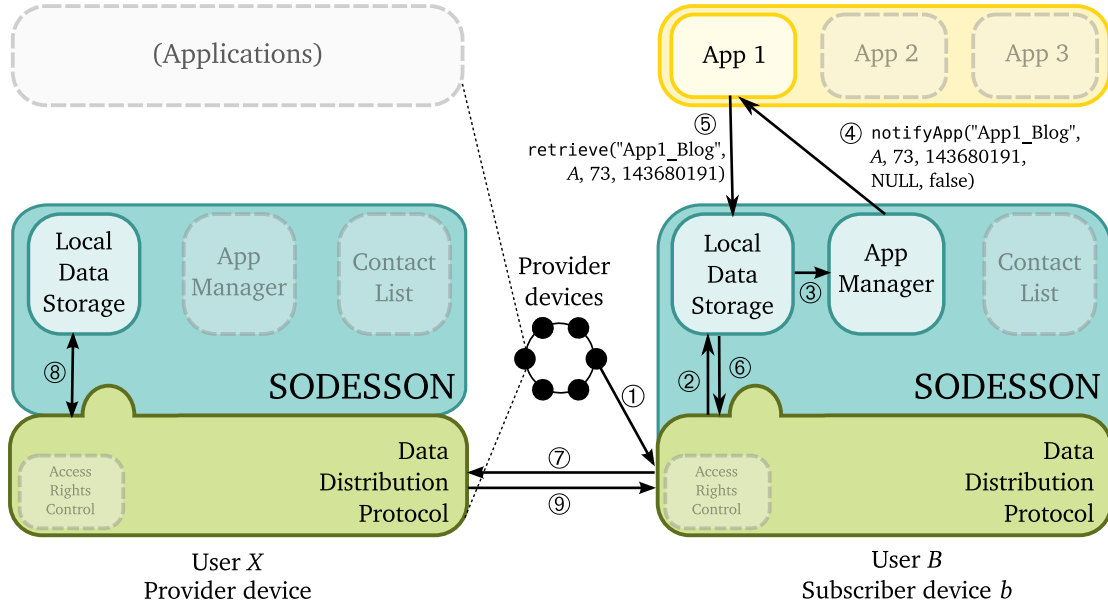 (Applications)
App 1
App 2
App 3
⑤
retrieve("App1_Blog",
A, 73, 143680191)
④ notifyApp("App1_Blog",
A, 73, 143680191,
NULL, false)
Local
Data
Storage
App
Manager
Contact
List
⑧
SODESSON
Provider
devices
①
Local
Data
Storage
③
App
Manager
Contact
List
②
⑥
SODESSON
Access
Rights
Control
Data
Distribution
Protocol
⑦
⑨
Access
Rights
Control
Data
Distribution
Protocol
User X
Provider device
User B
Subscriber device b